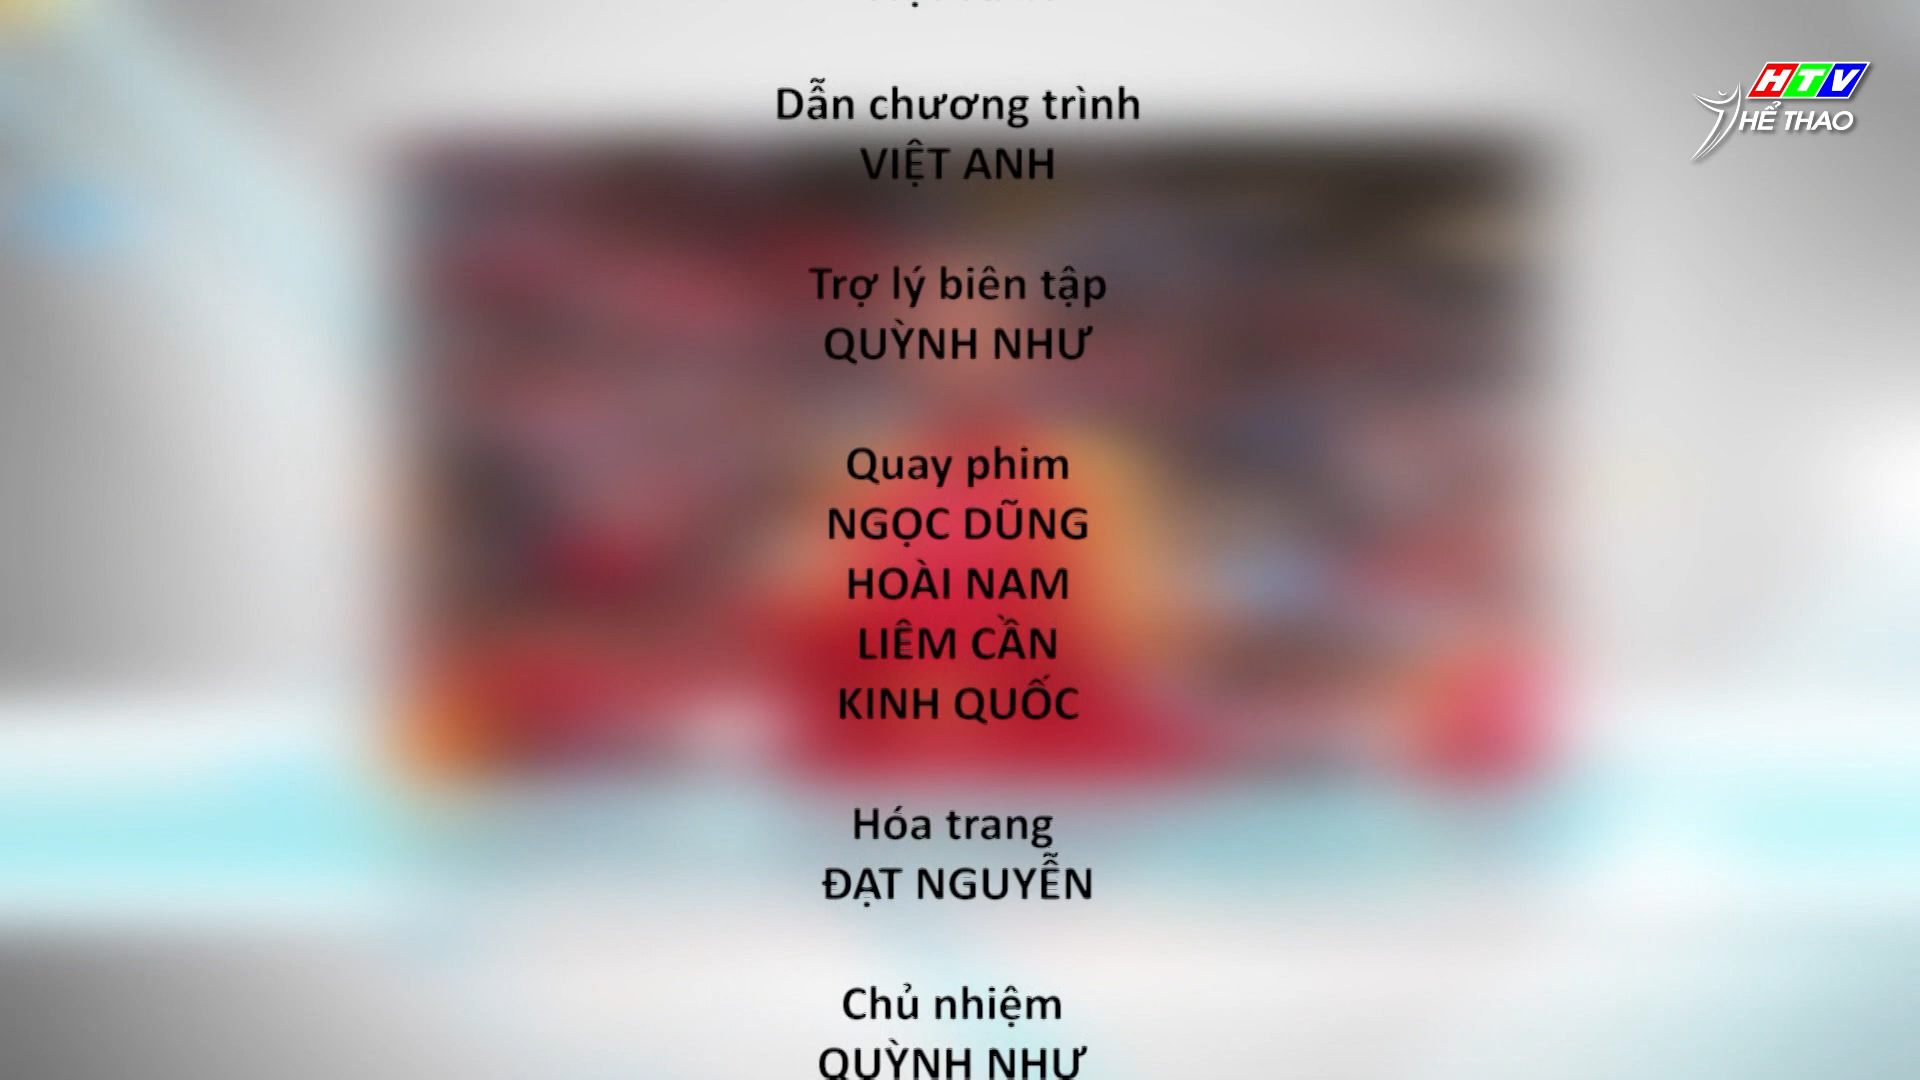 HTV
THỂ THAO
Dẫn chương trình
VIỆT ANH
Trợ lý biên tập
QUỲNH NHƯ
Quay phim
NGỌC DŨNG
HOÀI NAM
LIÊM CẦN
KINH QUỐC
Hóa trang
ĐẠT NGUYỄN
Chủ nhiệm
QUỲNH NHƯ